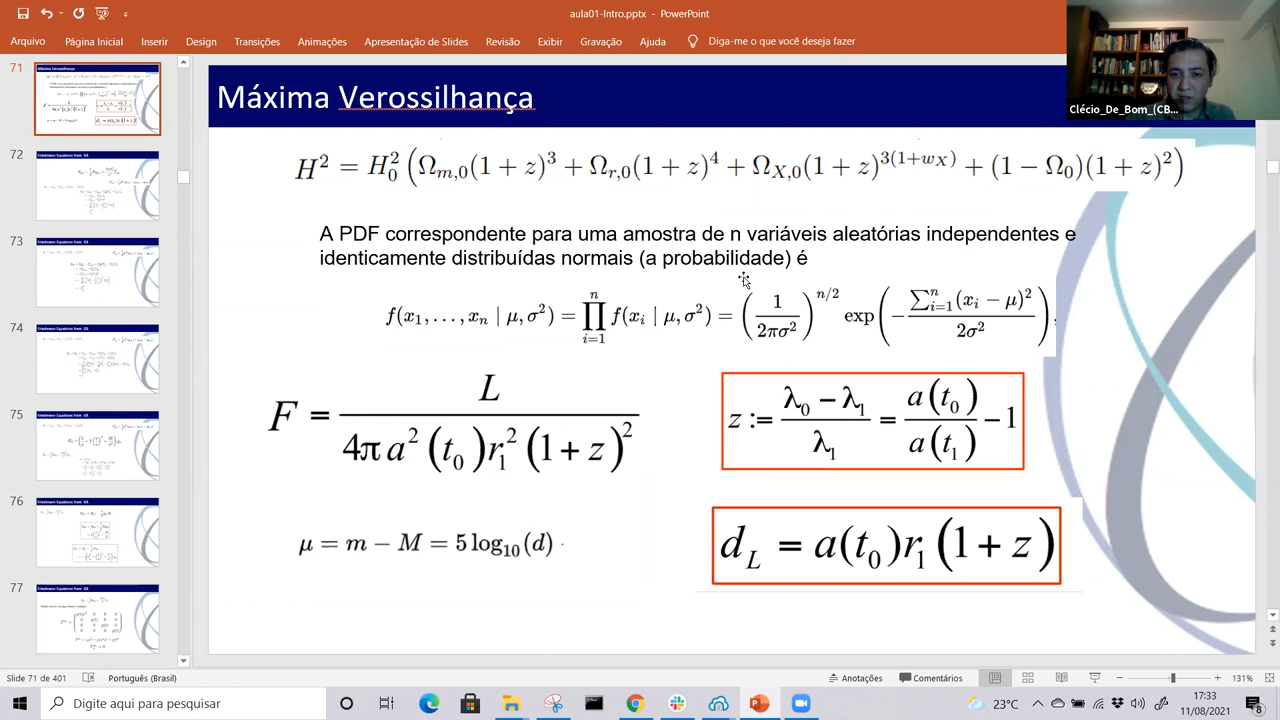 aula01-Intro.pptx - PowerPoint
Arquivo Página Inicial Inserir Design Transições Animações Apresentação de Slides Revisão Exibir Gravação Ajuda Diga-me o que você deseja fazer
Clécio_De_Bom_(CB...
71
72
73
74
75
76
77
Máxima Verossilhança
H² = H₀² (Ω_{m,0}(1 + z)³ + Ω_{r,0}(1 + z)⁴ + Ω_{X,0}(1 + z)^{3(1+w_X)} + (1 − Ω₀)(1 + z)²)
A PDF correspondente para uma amostra de n variáveis aleatórias independentes e
identicamente distribuídas normais (a probabilidade) é
f(x₁, . . . , xₙ | μ, σ²) = ∏_{i=1}^{n} f(xᵢ | μ, σ²) = (1/(2πσ²))^{n/2} exp(−(∑_{i=1}^{n}(xᵢ − μ)²)/(2σ²)).
F = L/(4πa²(t₀)r₁²(1 + z)²)
z := (λ₀ − λ₁)/λ₁ = a(t₀)/a(t₁) − 1
μ = m − M = 5 log₁₀(d)
d_L = a(t₀)r₁(1 + z)
Slide 71 de 401 Português (Brasil) Anotações Comentários 131%
Digite aqui para pesquisar
23°C
17:33
11/08/2021
8